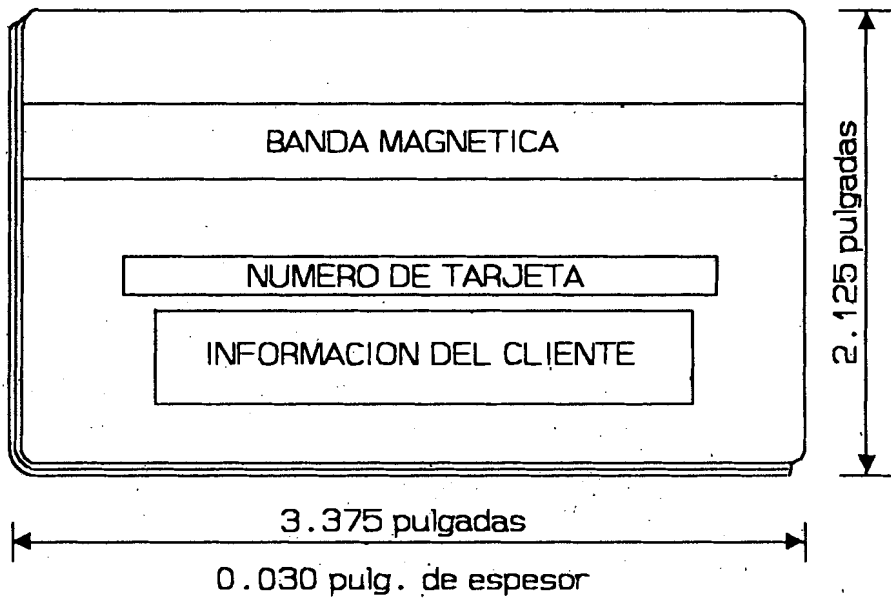 BANDA MAGNETICA
NUMERO DE TARJETA
INFORMACION DEL CLIENTE
2.125 pulgadas
3.375 pulgadas
0.030 pulg. de espesor